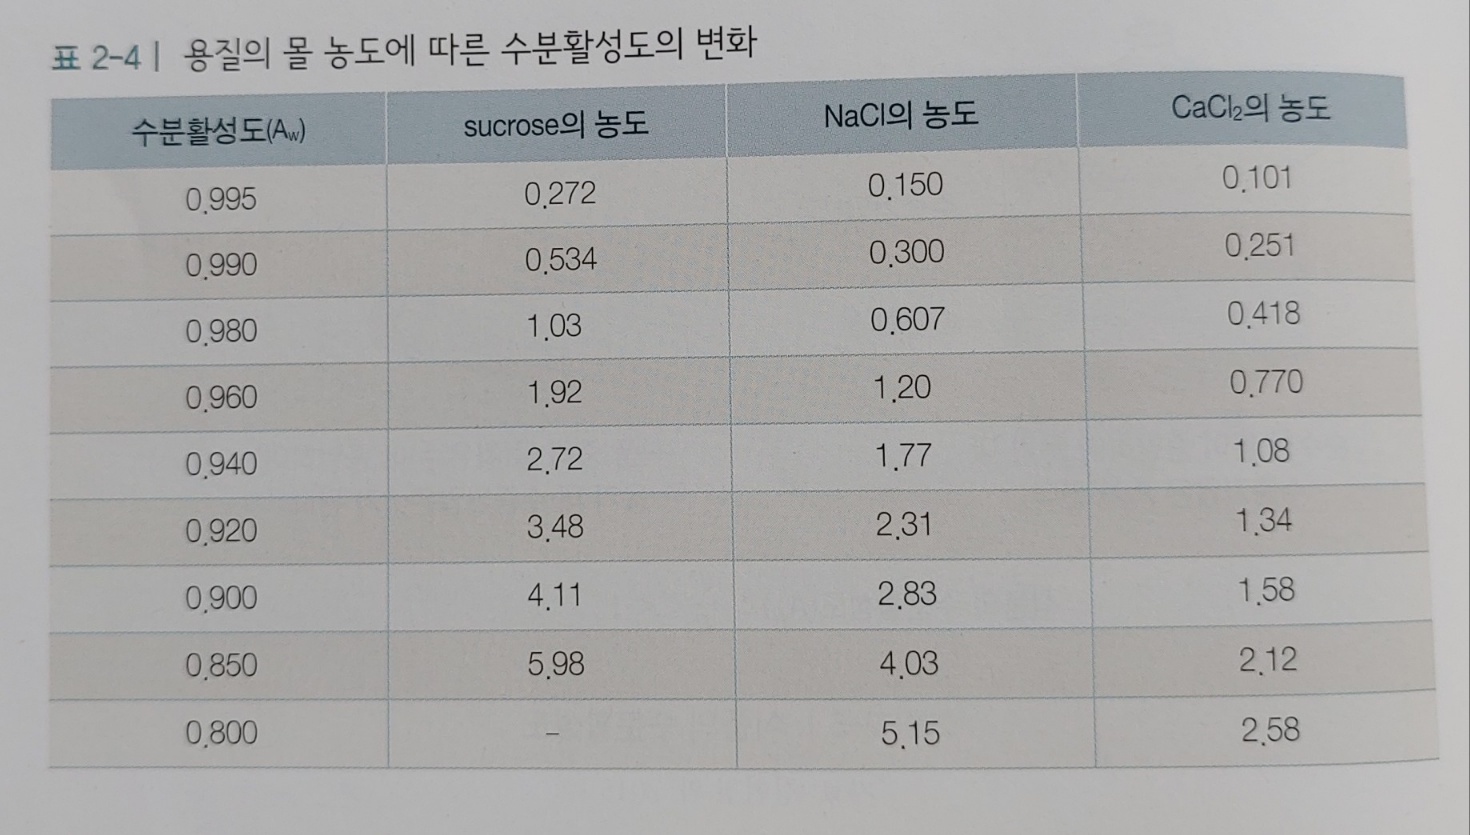 표 2-4 | 용질의 몰 농도에 따른 수분활성도의 변화
수분활성도(Aw) sucrose의 농도 NaCl의 농도 CaCl₂의 농도
0.995 0.272 0.150 0.101
0.990 0.534 0.300 0.251
0.980 1.03 0.607 0.418
0.960 1.92 1.20 0.770
0.940 2.72 1.77 1.08
0.920 3.48 2.31 1.34
0.900 4.11 2.83 1.58
0.850 5.98 4.03 2.12
0.800 – 5.15 2.58